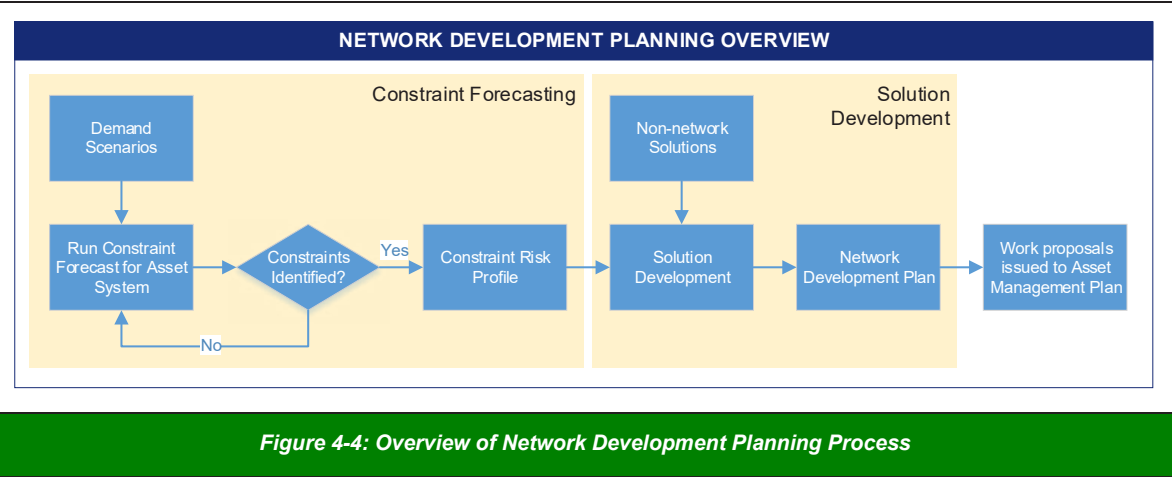 NETWORK DEVELOPMENT PLANNING OVERVIEW
Constraint Forecasting
Demand
Scenarios
Run Constraint
Forecast for Asset
System
Constraints
Identified?
Yes
No
Constraint Risk
Profile
Solution
Development
Non-network
Solutions
Solution
Development
Network
Development Plan
Work proposals
issued to Asset
Management Plan
Figure 4-4: Overview of Network Development Planning Process